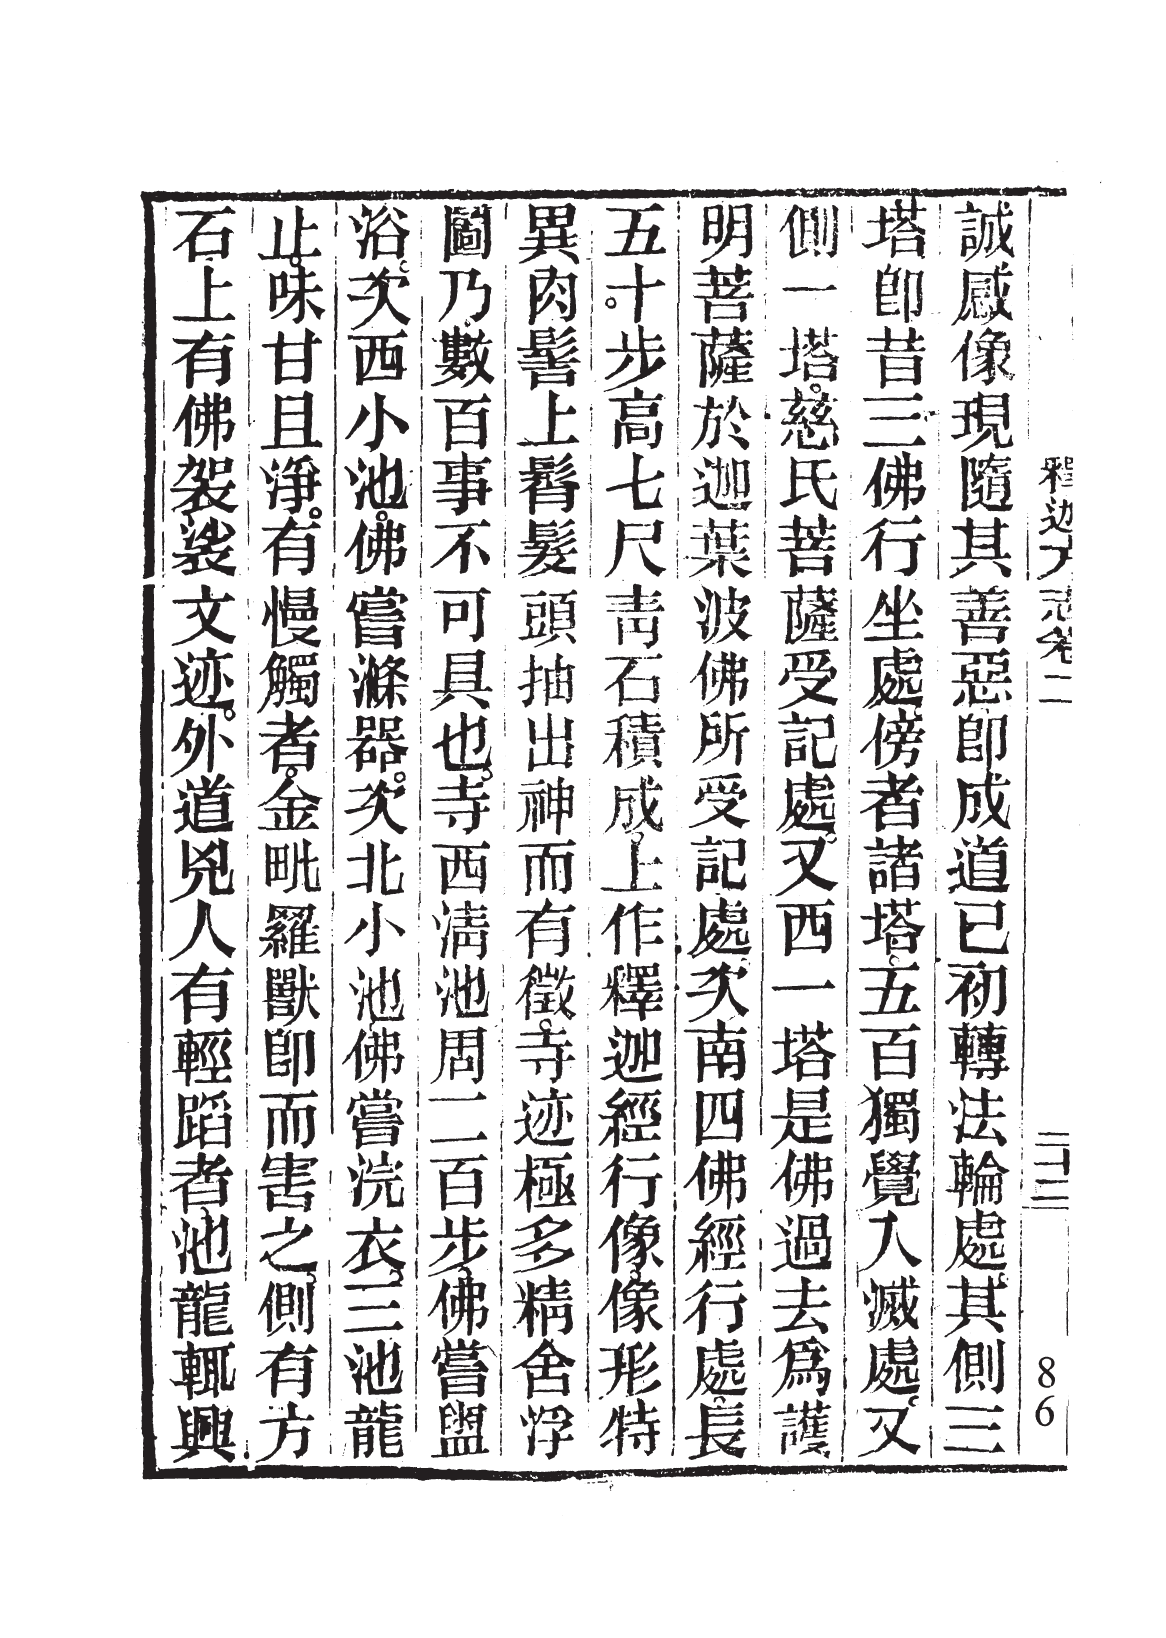 釋迦方志卷二
二十二
86
誠感像現隨其善惡卽成道已初轉法輪處其側三
塔卽昔三佛行坐處傍者諸塔五百獨覺入滅處又
側一塔慈氏菩薩受記處又西一塔是佛過去爲護
明菩薩於迦葉波佛所受記處次南四佛經行處長
五十步高七尺靑石積成上作釋迦經行像像形特
異肉髻上鬌髮頭抽出神而有徵寺迹極多精舍浮
圖乃數百事不可具也寺西淸池周二百步佛嘗盥
浴次西小池佛嘗滌器次北小池佛嘗浣衣三池龍
止味甘且淨有慢觸者金毗羅獸卽而害之側有方
石上有佛袈裟文迹外道兇人有輕蹈者池龍輒興